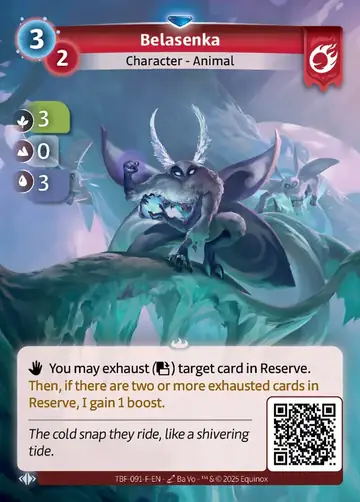 3
Belasenka
2
Character - Animal
3
0
3
You may exhaust () target card in Reserve.
Then, if there are two or more exhausted cards in
Reserve, I gain 1 boost.
The cold snap they ride, like a shivering
tide.
TBF-091-F-EN - Ba Vo - ™ & © 2025 Equinox